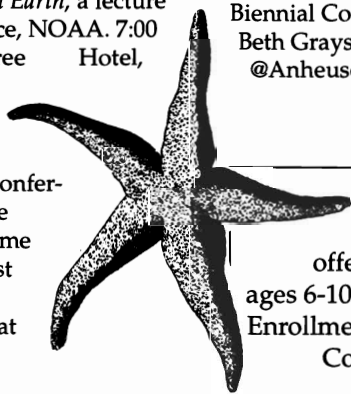 Earth, a lecture
ce, NOAA. 7:00
ree Hotel,
onfer-
e
me
st
at
Biennial Co
Beth Grays
@Anheuse
offe
ages 6-10
Enrollme
Co